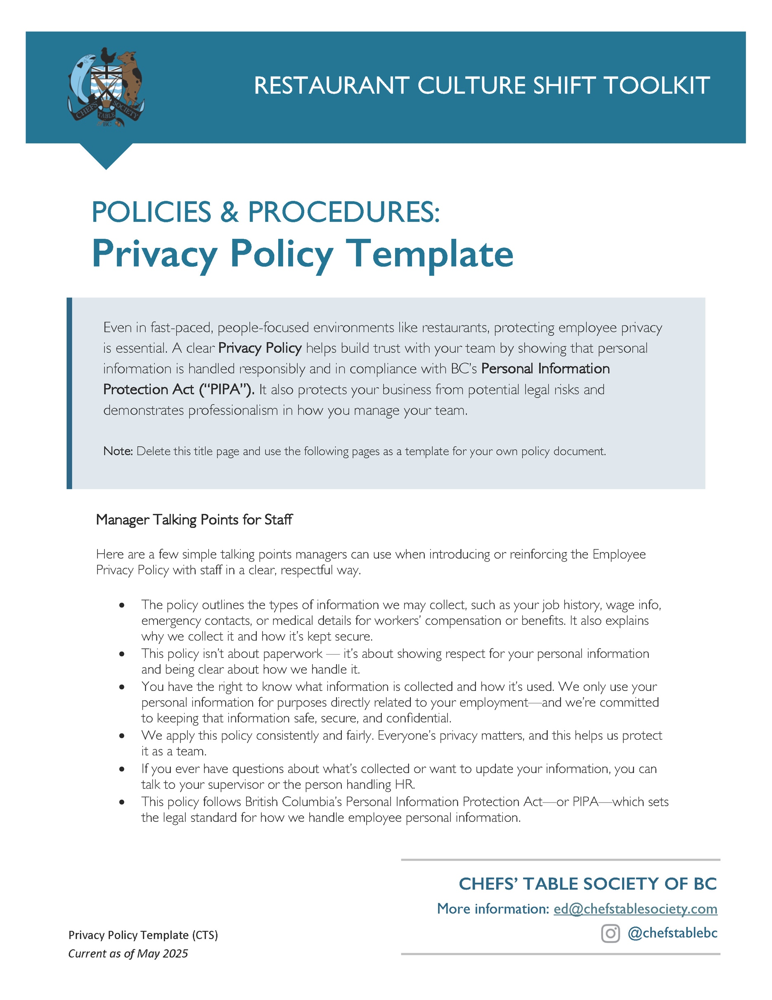 CHEFS' TABLE SOCIETY
BC
RESTAURANT CULTURE SHIFT TOOLKIT
POLICIES & PROCEDURES:
Privacy Policy Template
Even in fast-paced, people-focused environments like restaurants, protecting employee privacy
is essential. A clear Privacy Policy helps build trust with your team by showing that personal
information is handled responsibly and in compliance with BC’s Personal Information
Protection Act (“PIPA”). It also protects your business from potential legal risks and
demonstrates professionalism in how you manage your team.
Note: Delete this title page and use the following pages as a template for your own policy document.
Manager Talking Points for Staff
Here are a few simple talking points managers can use when introducing or reinforcing the Employee
Privacy Policy with staff in a clear, respectful way.
• The policy outlines the types of information we may collect, such as your job history, wage info,
emergency contacts, or medical details for workers’ compensation or benefits. It also explains
why we collect it and how it’s kept secure.
• This policy isn’t about paperwork — it’s about showing respect for your personal information
and being clear about how we handle it.
• You have the right to know what information is collected and how it’s used. We only use your
personal information for purposes directly related to your employment—and we’re committed
to keeping that information safe, secure, and confidential.
• We apply this policy consistently and fairly. Everyone’s privacy matters, and this helps us protect
it as a team.
• If you ever have questions about what’s collected or want to update your information, you can
talk to your supervisor or the person handling HR.
• This policy follows British Columbia’s Personal Information Protection Act—or PIPA—which sets
the legal standard for how we handle employee personal information.
CHEFS’ TABLE SOCIETY OF BC
More information: ed@chefstablesociety.com
@chefstablebc
Privacy Policy Template (CTS)
Current as of May 2025